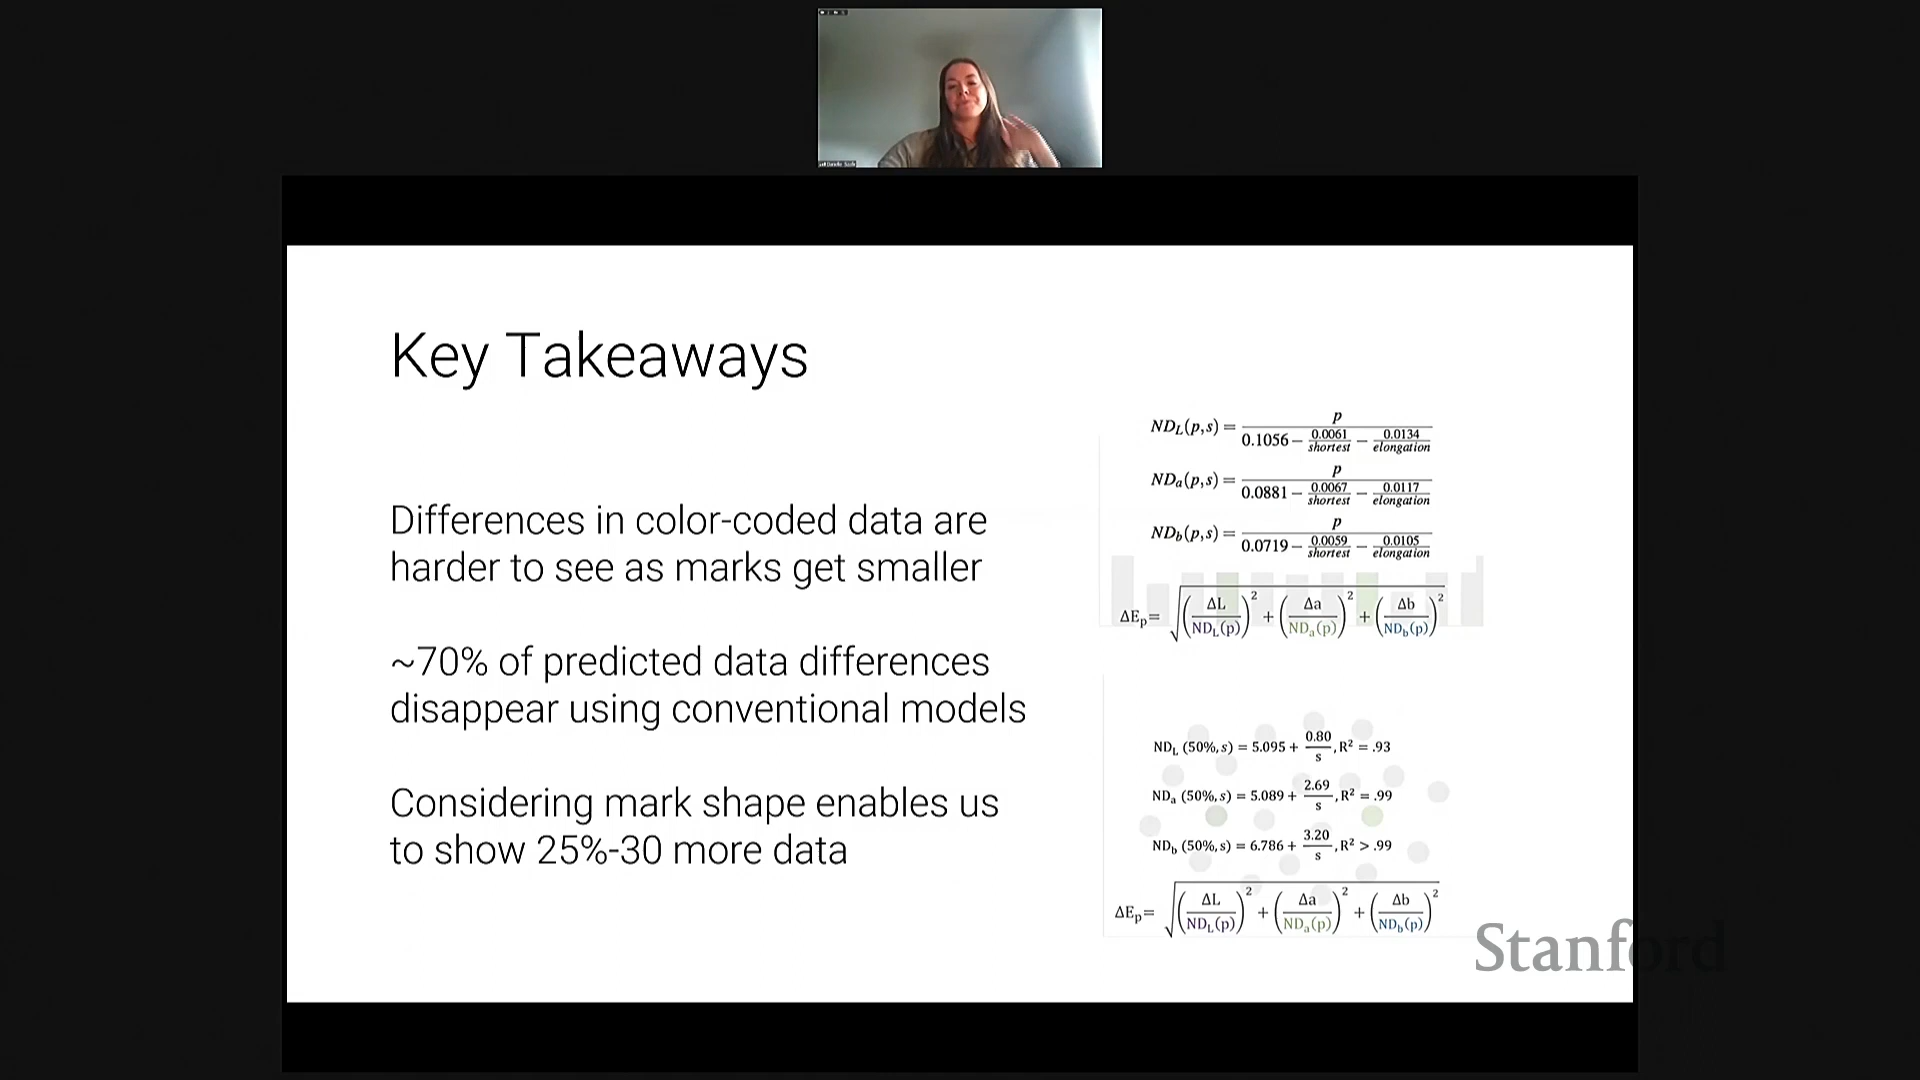 Key Takeaways
Differences in color-coded data are
harder to see as marks get smaller
~70% of predicted data differences
disappear using conventional models
Considering mark shape enables us
to show 25%-30 more data
ND_L(p,s) = p / (0.1056 − 0.0061/shortest − 0.0134/elongation)
ND_a(p,s) = p / (0.0881 − 0.0067/shortest − 0.0117/elongation)
ND_b(p,s) = p / (0.0719 − 0.0059/shortest − 0.0105/elongation)
ΔE_p = √((ΔL/ND_L(p))² + (Δa/ND_a(p))² + (Δb/ND_b(p))²)
ND_L (50%, s) = 5.095 + 0.80/s, R² = .93
ND_a (50%, s) = 5.089 + 2.69/s, R² = .99
ND_b (50%, s) = 6.786 + 3.20/s, R² > .99
ΔE_p = √((ΔL/ND_L(p))² + (Δa/ND_a(p))² + (Δb/ND_b(p))²)
Stanford